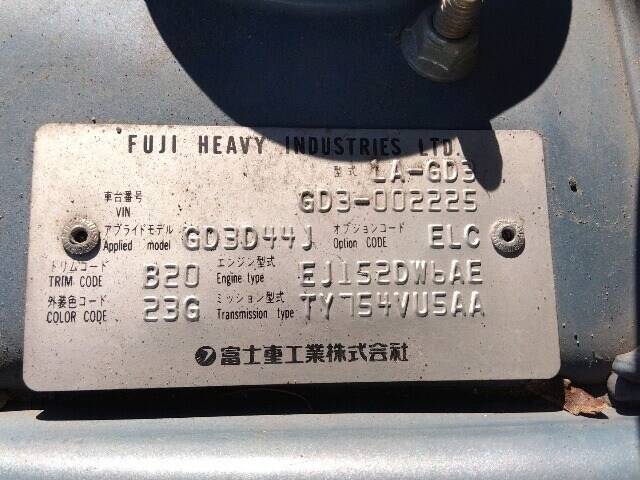 FUJI HEAVY INDUSTRIES LTD.
型式 LA-GD3
車台番号 VIN GD3-002225
アプライドモデル Applied model GD3D44J オプションコード Option CODE ELC
トリムコード TRIM CODE B20 エンジン型式 Engine type EJ152DW6AE
外装色コード COLOR CODE 23G ミッション型式 Transmission type TY754VU5AA
富士重工業株式会社